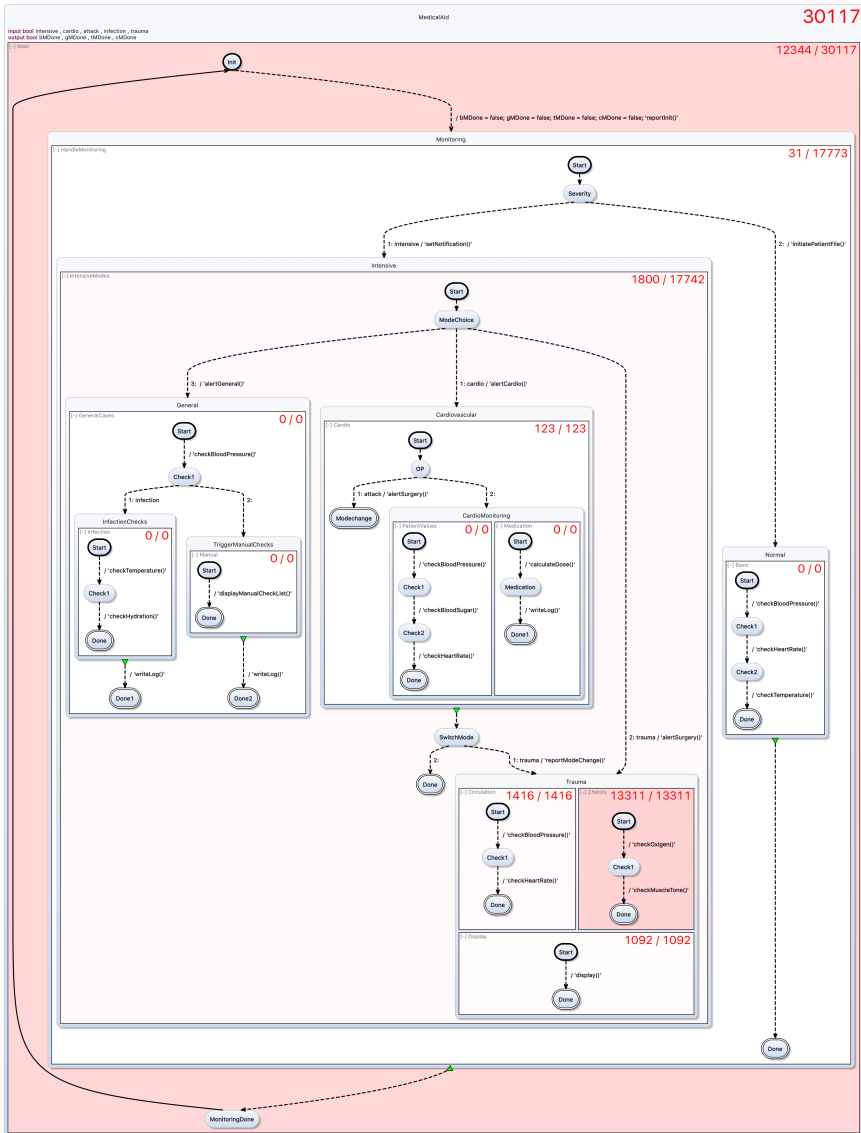 MedicalAid
30117
input bool intensive , cardio , attack , infection , trauma
output bool bMDone , gMDone , tMDone , cMDone
[-] Main
12344 / 30117
Init
/ bMDone = false; gMDone = false; tMDone = false; cMDone = false; 'reportInit()'
Monitoring
[-] HandleMonitoring
31 / 17773
Start
Severity
1: intensive / 'setNotification()'
2: / 'initiatePatientFile()'
Intensive
[-] IntensiveModes
1800 / 17742
Start
ModeChoice
3: / 'alertGeneral()'
1: cardio / 'alertCardio()'
General
[-] GeneralCases
0 / 0
Start
/ 'checkBloodPressure()'
Check1
1: infection
2:
InfectionChecks
[-] Infection
0 / 0
Start
/ 'checkTemperature()'
Check1
/ 'checkHydration()'
Done
/ 'writeLog()'
Done1
TriggerManualChecks
[-] Manual
0 / 0
Start
/ 'displayManualCheckList()'
Done
/ 'writeLog()'
Done2
Cardiovascular
[-] Cardio
123 / 123
Start
OP
1: attack / 'alertSurgery()'
2:
Modechange
CardioMonitoring
[-] PatientValues
0 / 0
Start
/ 'checkBloodPressure()'
Check1
/ 'checkBloodSugar()'
Check2
/ 'checkHeartRate()'
Done
[-] Medication
0 / 0
Start
/ 'calculateDose()'
Medication
/ 'writeLog()'
Done1
SwitchMode
2:
1: trauma / 'reportModeChange()'
2: trauma / 'alertSurgery()'
Done
Trauma
[-] Circulation
1416 / 1416
Start
/ 'checkBloodPressure()'
Check1
/ 'checkHeartRate()'
Done
[-] Checks
13311 / 13311
Start
/ 'checkOxigen()'
Check1
/ 'checkMuscleTone()'
Done
[-] Display
1092 / 1092
Start
/ 'display()'
Done
Normal
[-] Basic
0 / 0
Start
/ 'checkBloodPressure()'
Check1
/ 'checkHeartRate()'
Check2
/ 'checkTemperature()'
Done
Done
MonitoringDone